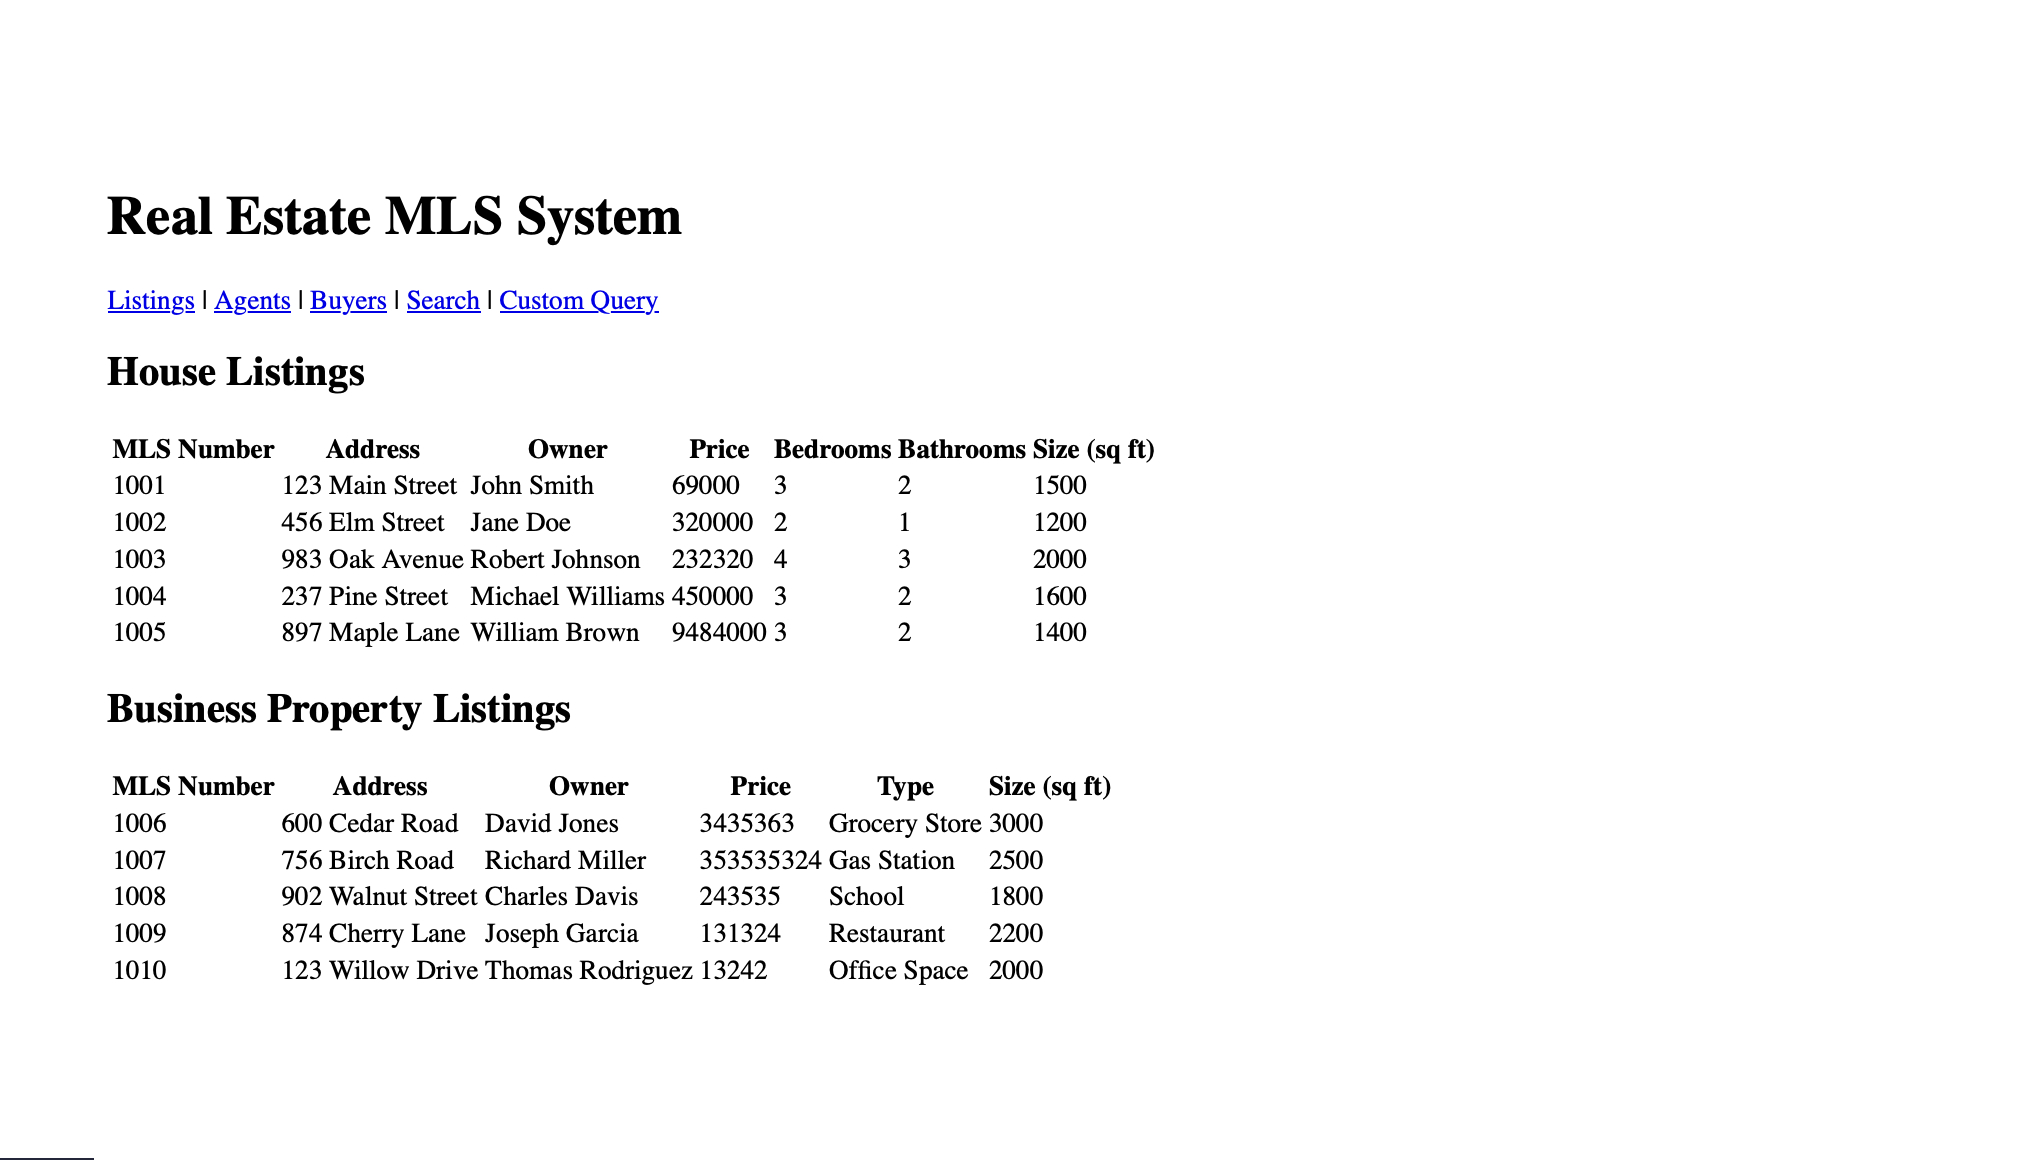 Real Estate MLS System
Listings | Agents | Buyers | Search | Custom Query
House Listings
MLS Number Address Owner Price Bedrooms Bathrooms Size (sq ft)
1001 123 Main Street John Smith 69000 3 2 1500
1002 456 Elm Street Jane Doe 320000 2 1 1200
1003 983 Oak Avenue Robert Johnson 232320 4 3 2000
1004 237 Pine Street Michael Williams 450000 3 2 1600
1005 897 Maple Lane William Brown 9484000 3 2 1400
Business Property Listings
MLS Number Address Owner Price Type Size (sq ft)
1006 600 Cedar Road David Jones 3435363 Grocery Store 3000
1007 756 Birch Road Richard Miller 353535324 Gas Station 2500
1008 902 Walnut Street Charles Davis 243535 School 1800
1009 874 Cherry Lane Joseph Garcia 131324 Restaurant 2200
1010 123 Willow Drive Thomas Rodriguez 13242 Office Space 2000